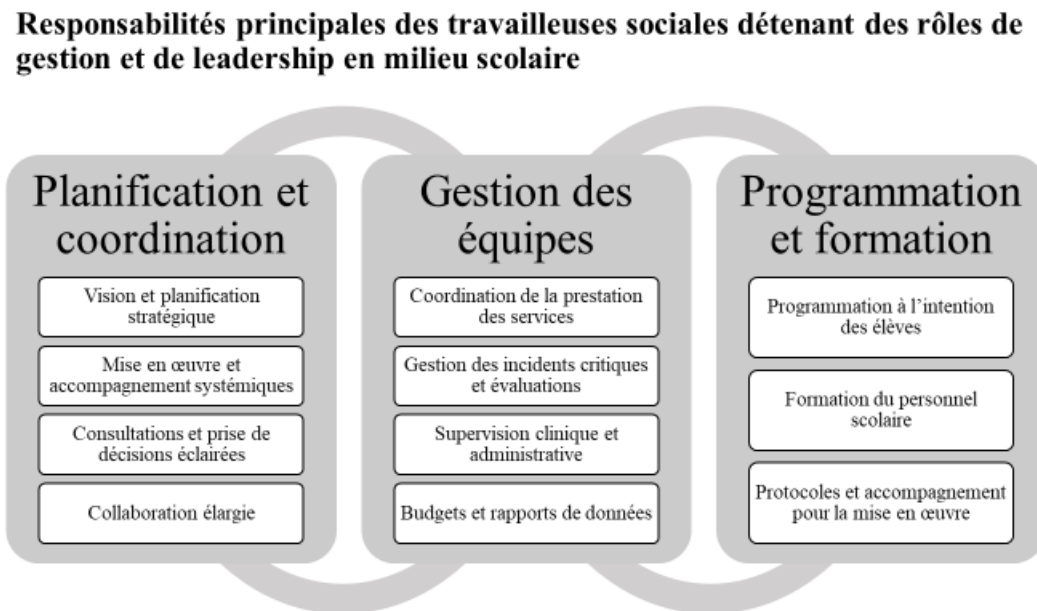 Responsabilités principales des travailleuses sociales détenant des rôles de
gestion et de leadership en milieu scolaire
Planification et
coordination
Vision et planification
stratégique
Mise en œuvre et
accompagnement systémiques
Consultations et prise de
décisions éclairées
Collaboration élargie
Gestion des
équipes
Coordination de la prestation
des services
Gestion des incidents critiques
et évaluations
Supervision clinique et
administrative
Budgets et rapports de données
Programmation
et formation
Programmation à l’intention
des élèves
Formation du personnel
scolaire
Protocoles et accompagnement
pour la mise en œuvre